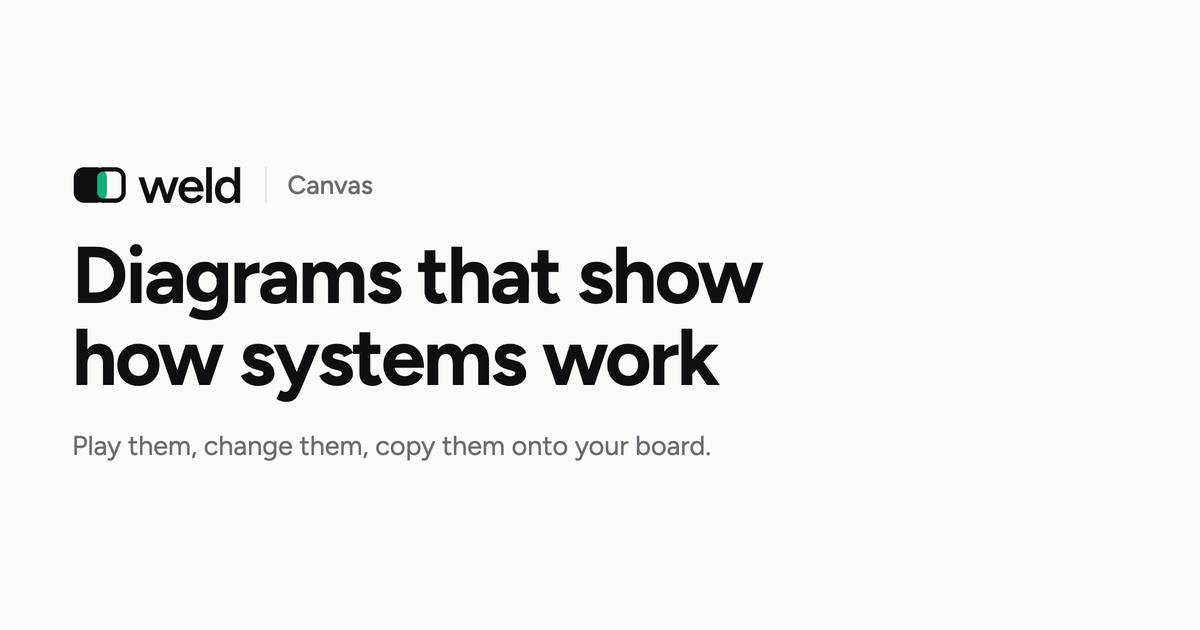 weld
Canvas
Diagrams that show
how systems work
Play them, change them, copy them onto your board.